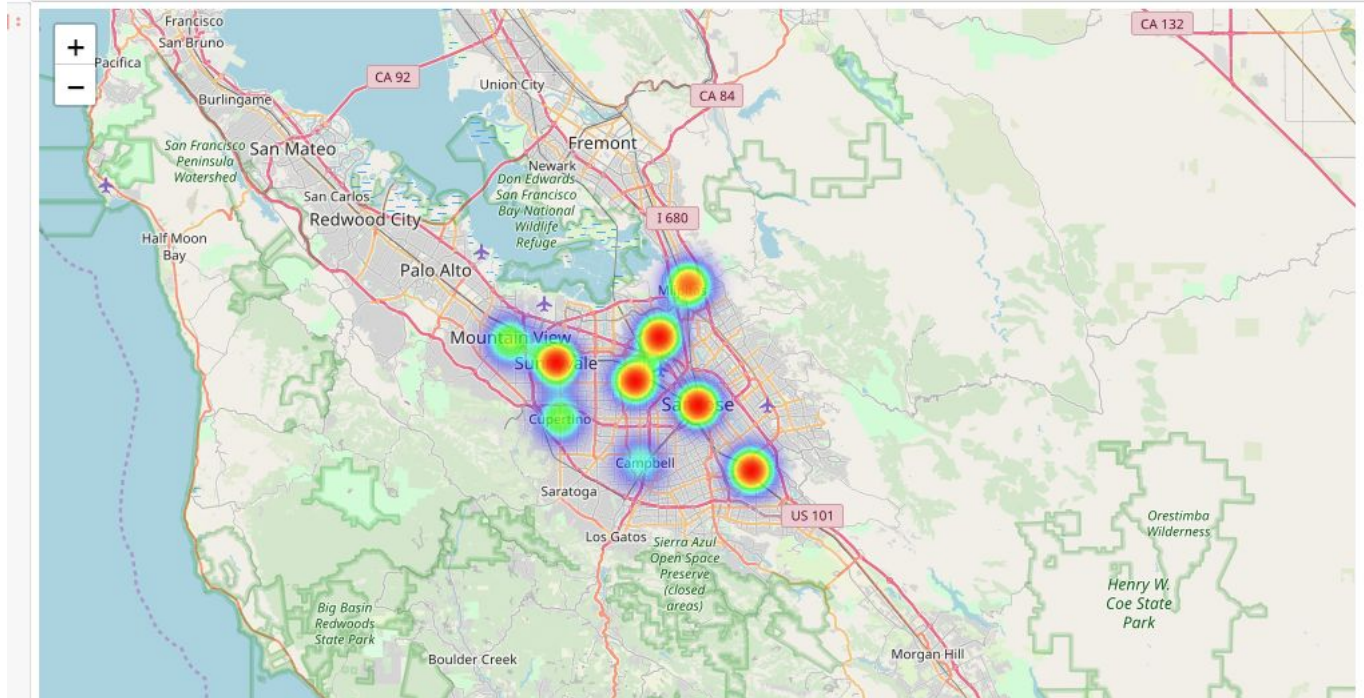 Francisco
San Bruno
CA 132
+
−
Pacifica
CA 92
Union City
CA 84
Burlingame
San Francisco
Peninsula
Watershed
San Mateo
Fremont
Newark
Don Edwards
San Francisco
Bay National
Wildlife
Refuge
San Carlos
Redwood City
I 680
Half Moon
Bay
Palo Alto
Mountain View
Cupertino
Campbell
Saratoga
US 101
Los Gatos
Sierra Azul
Open Space
Preserve
(closed
areas)
Orestimba
Wilderness
Henry W.
Coe State
Park
Big Basin
Redwoods
State Park
Boulder Creek
Morgan Hill